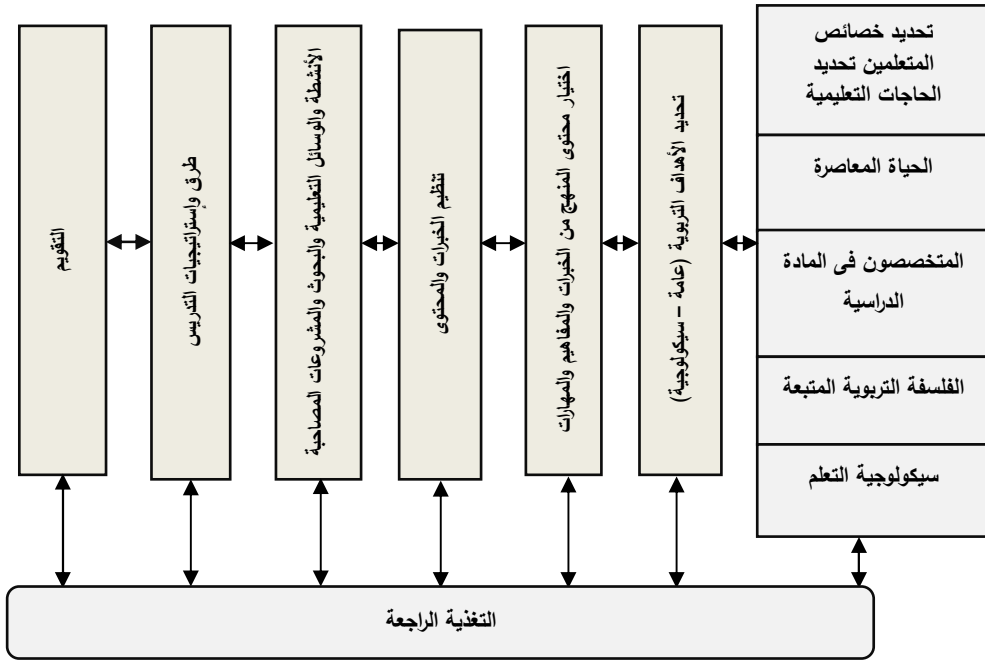 تحديد خصائص
المتعلمين تحديد
الحاجات التعليمية
الحياة المعاصرة
المتخصصون فى المادة
الدراسية
الفلسفة التربوية المتبعة
سيكولوجية التعلم
تحديد الأهداف التربوية (عامة – سيكولوجية)
اختيار محتوى المنهج من الخبرات والمفاهيم والمهارات
تنظيم الخبرات والمحتوى
الأنشطة والوسائل التعليمية والبحوث والمشروعات المصاحبة
طرق وإستراتيجيات التدريس
التقويم
التغذية الراجعة